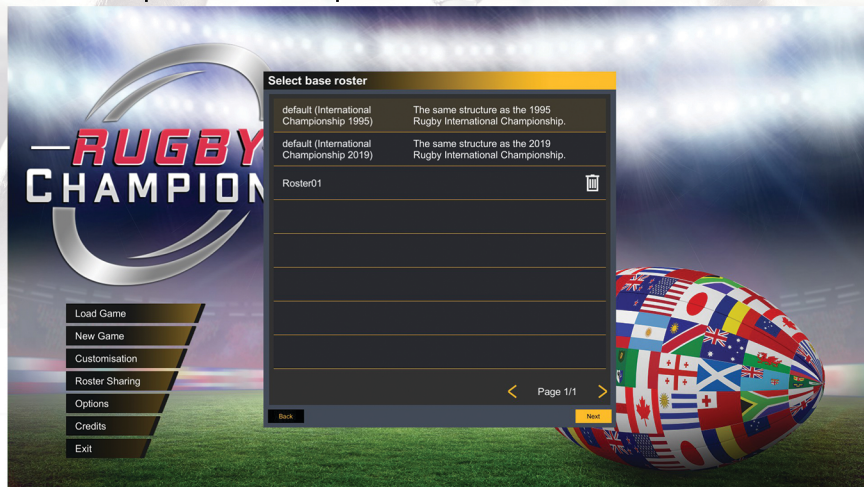 RUGBY
CHAMPION
Select base roster
default (International
Championship 1995)
The same structure as the 1995
Rugby International Championship.
default (International
Championship 2019)
The same structure as the 2019
Rugby International Championship.
Roster01
Page 1/1
Back
Next
Load Game
New Game
Customisation
Roster Sharing
Options
Credits
Exit